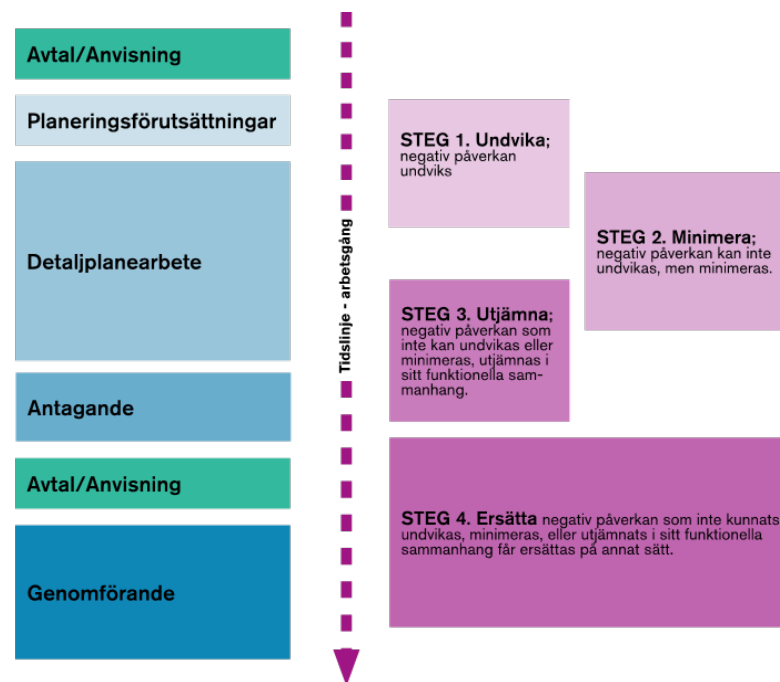 Avtal/Anvisning
Planeringsförutsättningar
Detaljplanearbete
Antagande
Avtal/Anvisning
Genomförande
Tidslinje - arbetsgång
STEG 1. Undvika;
negativ påverkan
undviks
STEG 2. Minimera;
negativ påverkan kan inte
undvikas, men minimeras.
STEG 3. Utjämna;
negativ påverkan som
inte kan undvikas eller
minimeras, utjämnas i
sitt funktionella sam-
manhang.
STEG 4. Ersätta negativ påverkan som inte kunnats
undvikas, minimeras, eller utjämnats i sitt funktionella
sammanhang får ersättas på annat sätt.